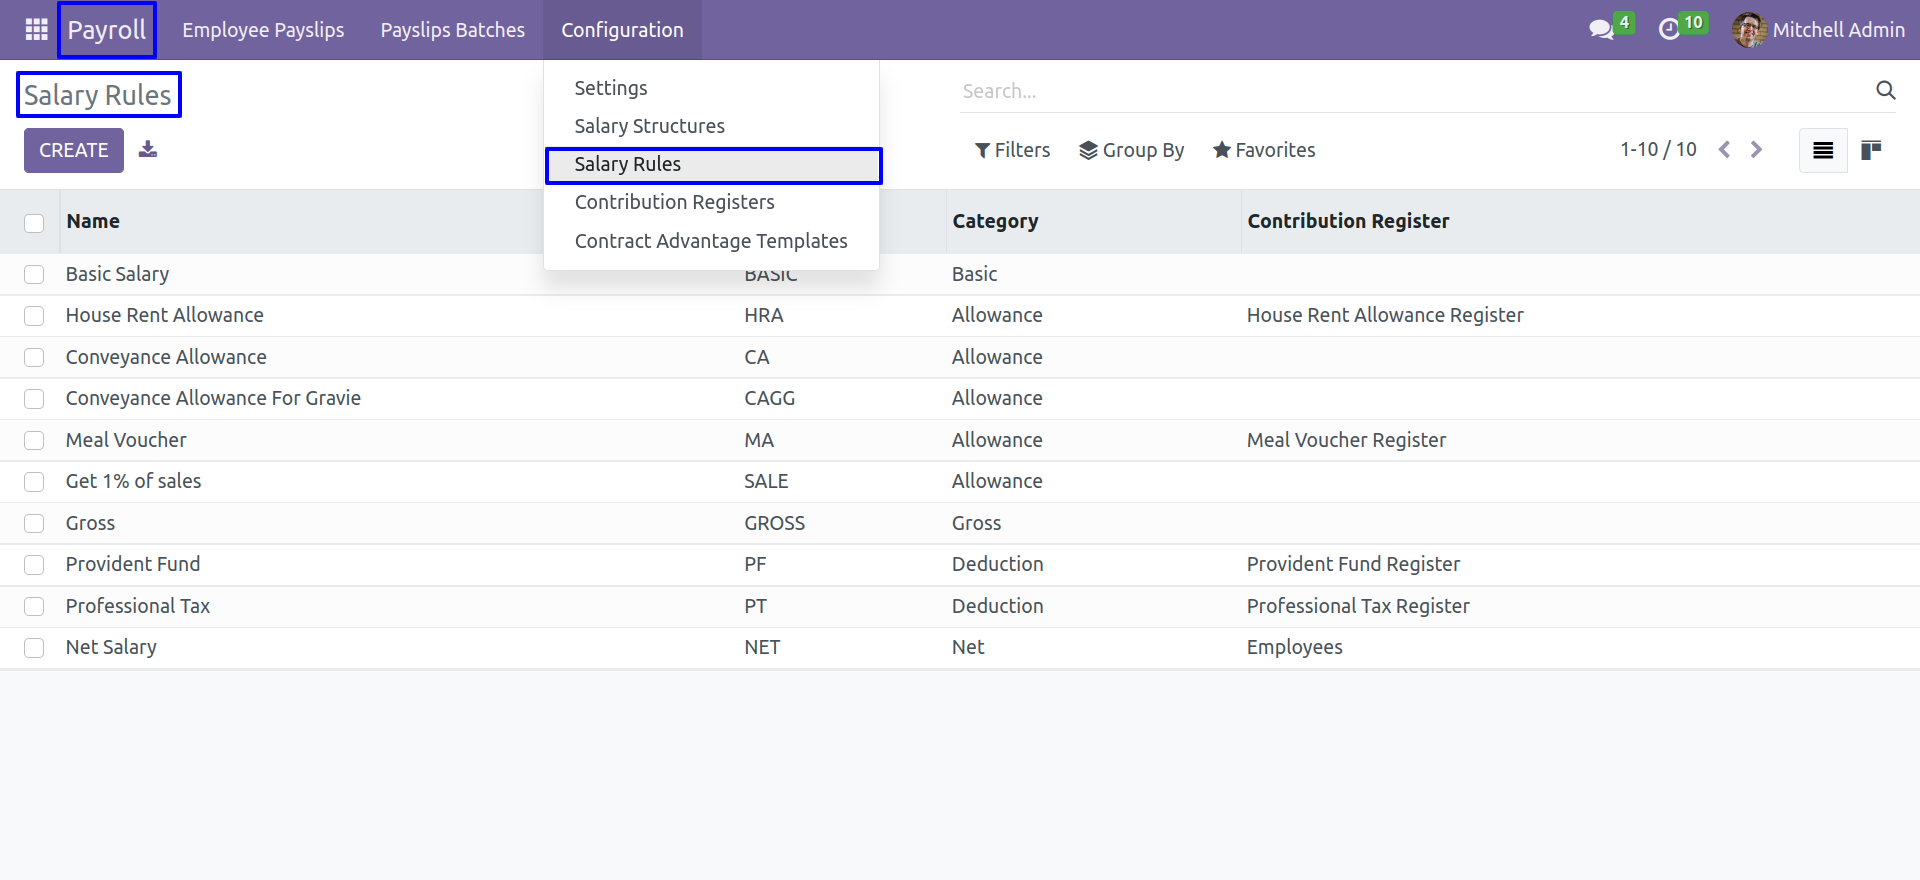 Payroll Employee Payslips Payslips Batches Configuration 4 10 Mitchell Admin
Salary Rules
Search...
CREATE
Filters Group By Favorites 1-10 / 10
Settings
Salary Structures
Salary Rules
Contribution Registers
Contract Advantage Templates
Name Category Contribution Register
Basic Salary BASIC Basic
House Rent Allowance HRA Allowance House Rent Allowance Register
Conveyance Allowance CA Allowance
Conveyance Allowance For Gravie CAGG Allowance
Meal Voucher MA Allowance Meal Voucher Register
Get 1% of sales SALE Allowance
Gross GROSS Gross
Provident Fund PF Deduction Provident Fund Register
Professional Tax PT Deduction Professional Tax Register
Net Salary NET Net Employees